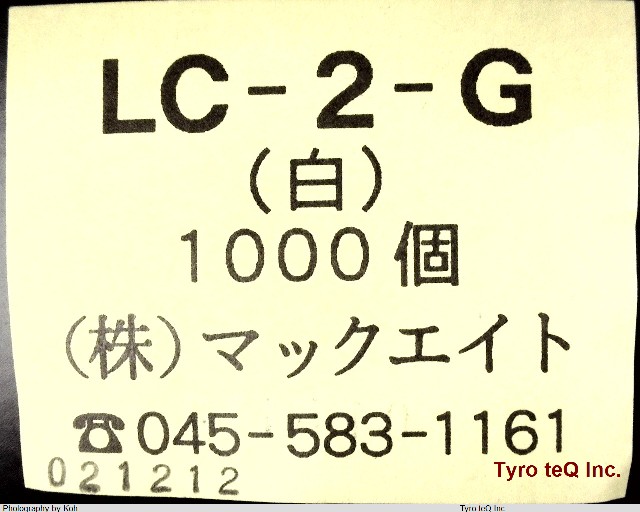 LC-2-G
(白)
1000個
(株)マックエイト
☎045-583-1161
021212
Tyro teQ Inc.
Photography by Koh Tyro teQ Inc